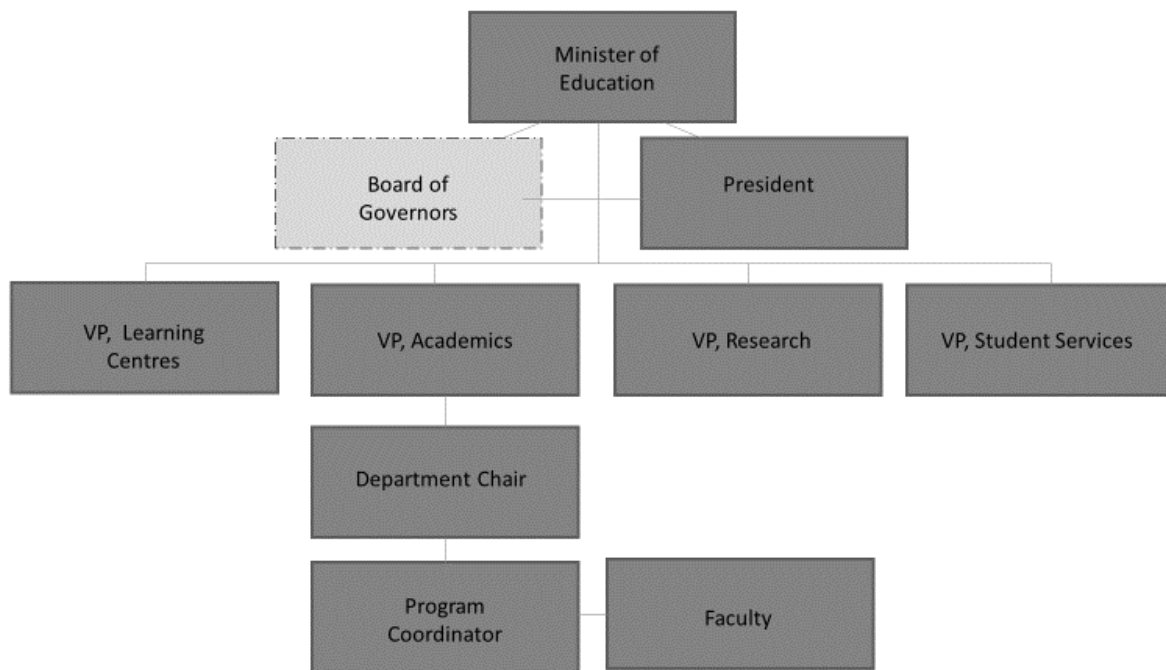 Minister of
Education
Board of
Governors
President
VP,  Learning
Centres
VP, Academics
VP, Research
VP, Student Services
Department Chair
Program
Coordinator
Faculty